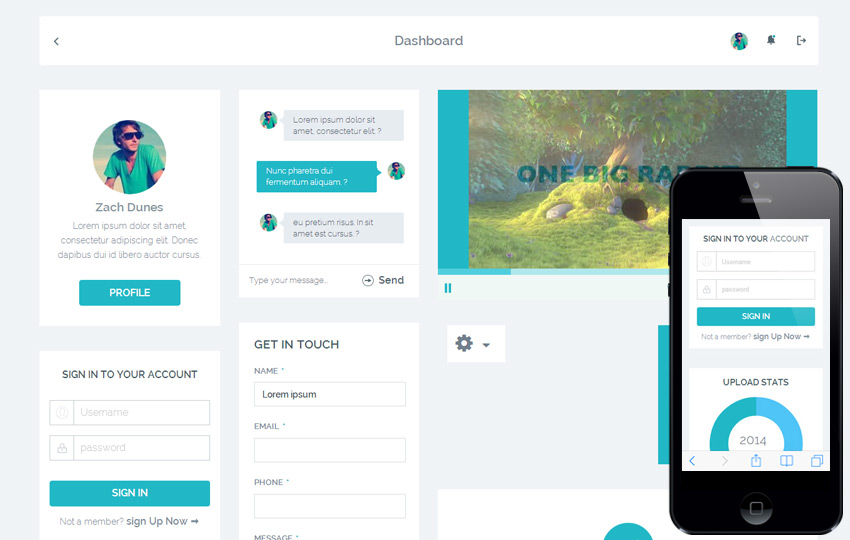 Dashboard
Zach Dunes
Lorem ipsum dolor sit amet,
consectetur adipiscing elit. Donec
dapibus dui id libero auctor cursus.
PROFILE
SIGN IN TO YOUR ACCOUNT
Username
password
SIGN IN
Not a member? sign Up Now ➞
Lorem ipsum dolor sit
amet, consectetur elit. ?
Nunc pharetra dui
fermentum aliquam. ?
eu pretium risus. In sit
amet est cursus. ?
Type your message...
Send
GET IN TOUCH
NAME *
Lorem ipsum
EMAIL *
PHONE *
MESSAGE *
ONE BIG RABBIT
SIGN IN TO YOUR ACCOUNT
Username
password
SIGN IN
Not a member? sign Up Now ➞
UPLOAD STATS
2014